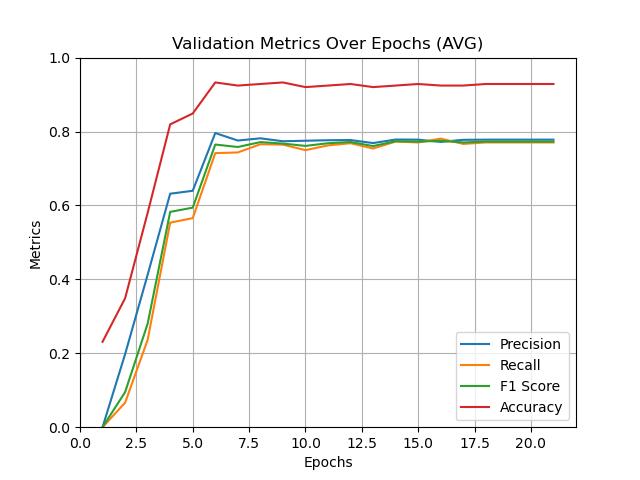 Validation Metrics Over Epochs (AVG)
1.0
0.8
0.6
0.4
0.2
0.0
Metrics
Precision
Recall
F1 Score
Accuracy
0.0 2.5 5.0 7.5 10.0 12.5 15.0 17.5 20.0
Epochs